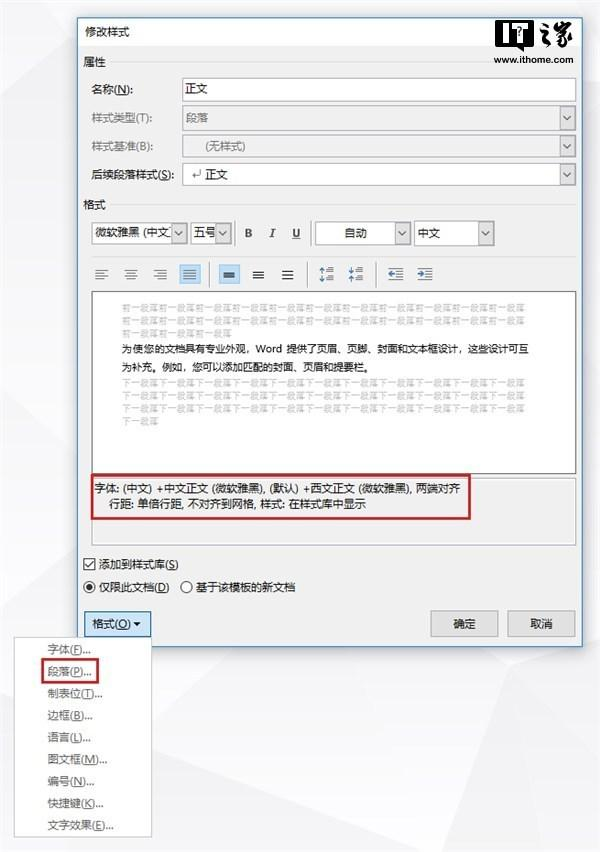 修改样式
IT之家
www.ithome.com
属性
名称(N):
正文
样式类型(T):
段落
样式基准(B):
(无样式)
后续段落样式(S):
↵ 正文
格式
微软雅黑 (中文 五号 B I U 自动 中文
前一段落前一段落前一段落前一段落前一段落前一段落前一段落前一段落前一段落前一段落前一段落
前一段落前一段落前一段落前一段落前一段落前一段落前一段落前一段落前一段落前一段落前一段落
前一段落前一段落前一段落
为使您的文档具有专业外观，Word 提供了页眉、页脚、封面和文本框设计，这些设计可互
为补充。例如，您可以添加匹配的封面、页眉和提要栏。
下一段落下一段落下一段落下一段落下一段落下一段落下一段落下一段落下一段落下一段落下一段落
下一段落下一段落下一段落下一段落下一段落下一段落下一段落下一段落下一段落下一段落下一段落
下一段落下一段落下一段落下一段落下一段落下一段落下一段落下一段落下一段落下一段落下一段落
下一段落
字体: (中文) +中文正文 (微软雅黑), (默认) +西文正文 (微软雅黑), 两端对齐
行距: 单倍行距, 不对齐到网格, 样式: 在样式库中显示
添加到样式库(S)
仅限此文档(D) 基于该模板的新文档
格式(O) 确定 取消
字体(F)...
段落(P)...
制表位(T)...
边框(B)...
语言(L)...
图文框(M)...
编号(N)...
快捷键(K)...
文字效果(E)...